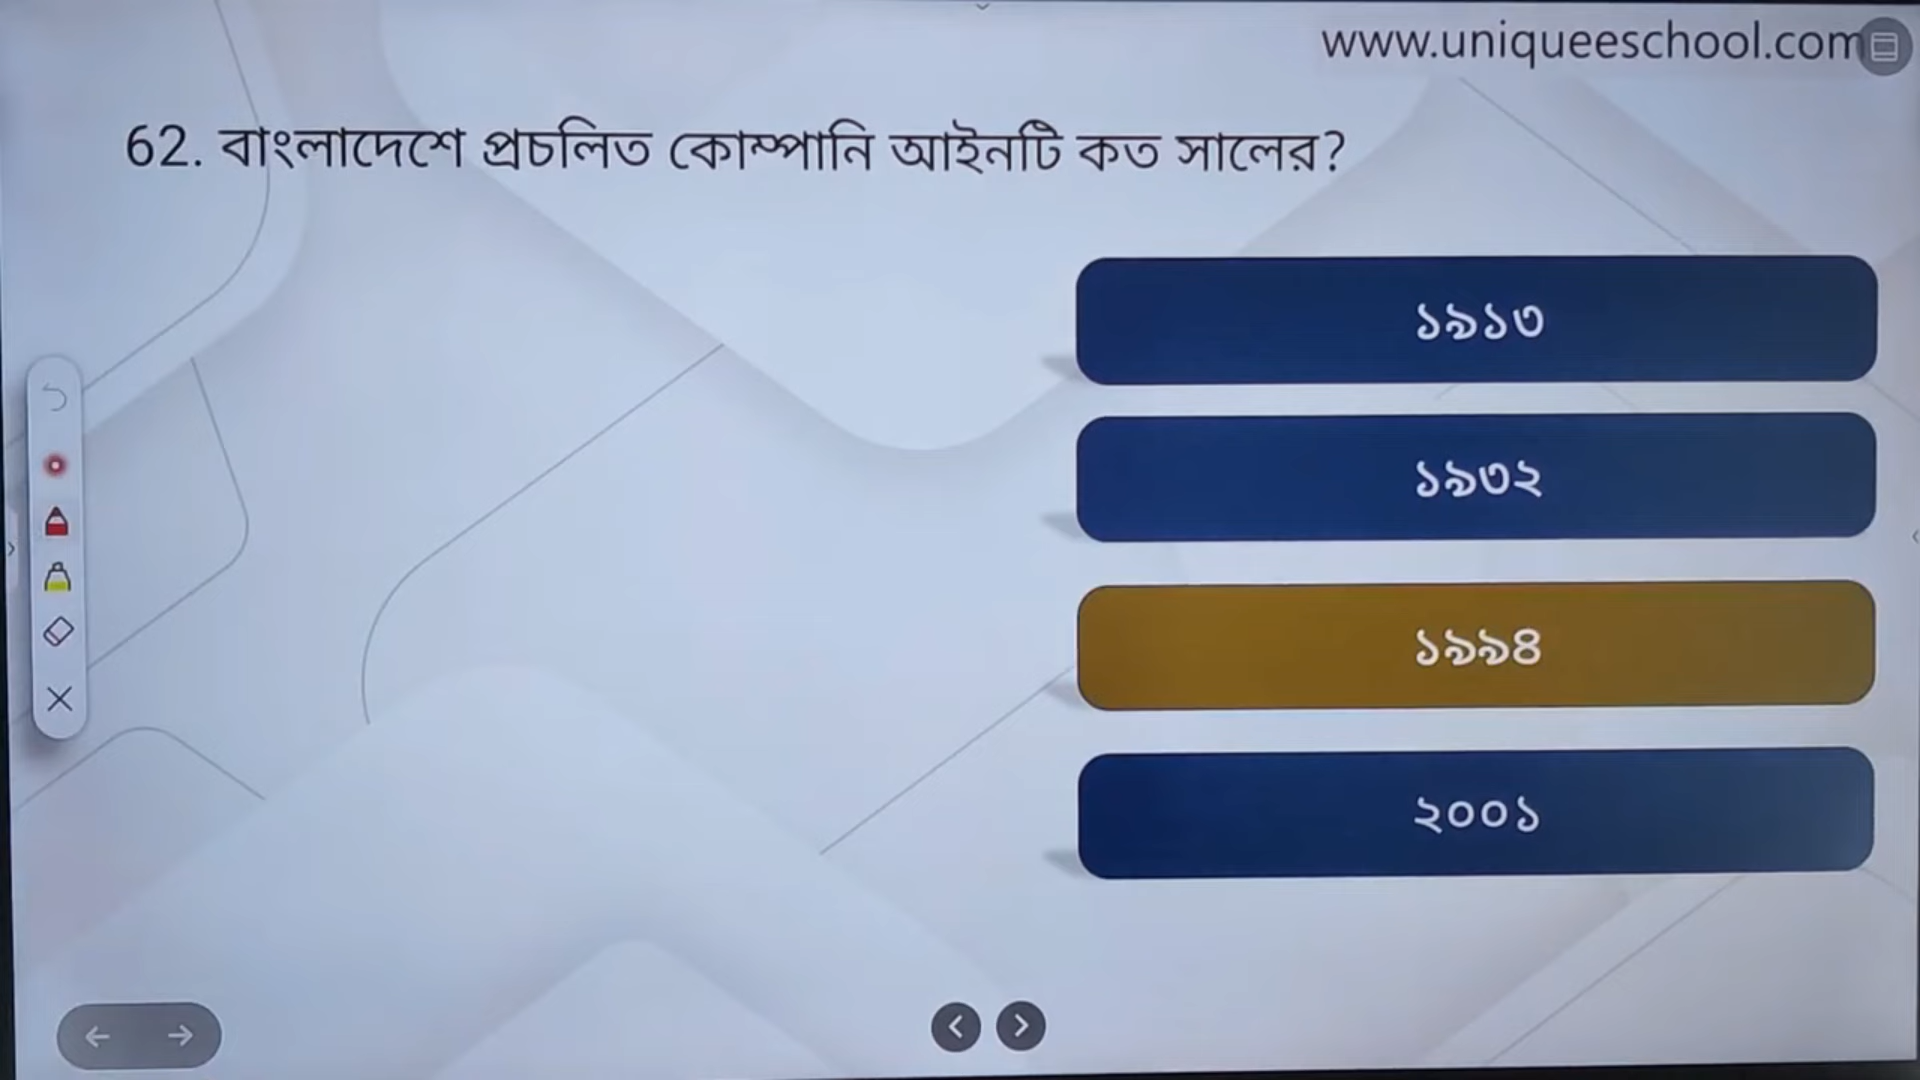 www.uniqueeschool.com
62. বাংলাদেশে প্রচলিত কোম্পানি আইনটি কত সালের?
১৯১৩
১৯৩২
১৯৯৪
২০০১